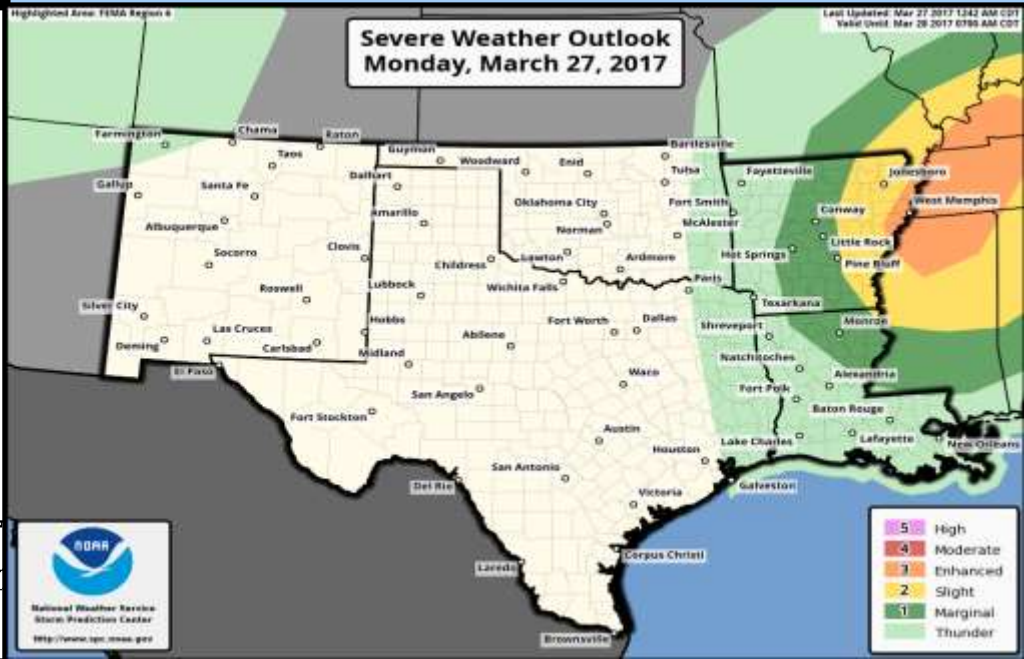 Highlighted Area: FEMA Region 6
Last Updated: Mar 27 2017 1242 AM CDT
Valid Until: Mar 28 2017 0700 AM CDT
Severe Weather Outlook
Monday, March 27, 2017
Farmington
Chama
Raton
Guymon
Bartlesville
Taos
Woodward
Enid
Dalhart
Tulsa
Fayetteville
Jonesboro
Gallup
Santa Fe
Amarillo
Oklahoma City
Fort Smith
Conway
West Memphis
Albuquerque
Norman
McAlester
Little Rock
Socorro
Clovis
Childress
Lawton
Ardmore
Hot Springs
Pine Bluff
Roswell
Lubbock
Wichita Falls
Paris
Texarkana
Silver City
Hobbs
Fort Worth
Dallas
Shreveport
Monroe
Las Cruces
Abilene
Deming
Carlsbad
Midland
Natchitoches
El Paso
Waco
Alexandria
San Angelo
Fort Polk
Fort Stockton
Baton Rouge
Austin
Houston
Lake Charles
Lafayette
New Orleans
San Antonio
Del Rio
Victoria
Galveston
Corpus Christi
Laredo
Brownsville
NOAA
National Weather Service
Storm Prediction Center
http://www.spc.noaa.gov
5 High
4 Moderate
3 Enhanced
2 Slight
1 Marginal
Thunder